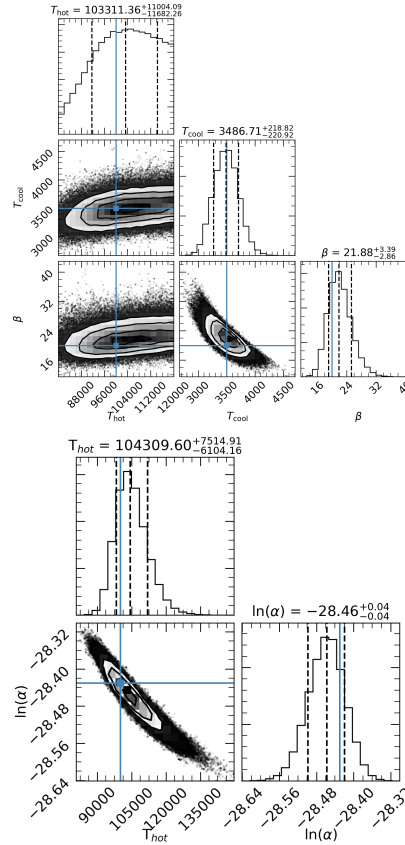 T_hot = 103311.36 +11004.09 −11682.26
4500
4000
3500
3000
T_cool
T_cool = 3486.71 +218.82 −220.92
40
32
24
16
β
β = 21.88 +3.39 −2.86
88000 96000 104000 112000 120000
3000 3500 4000 4500
16 24 32
T_hot T_cool β
T_hot = 104309.60 +7514.91 −6104.16
−28.32
−28.40
−28.48
−28.56
−28.64
ln(α)
ln(α) = −28.46 +0.04 −0.04
90000 105000 120000 135000
−28.64 −28.56 −28.48 −28.40
T_hot ln(α)